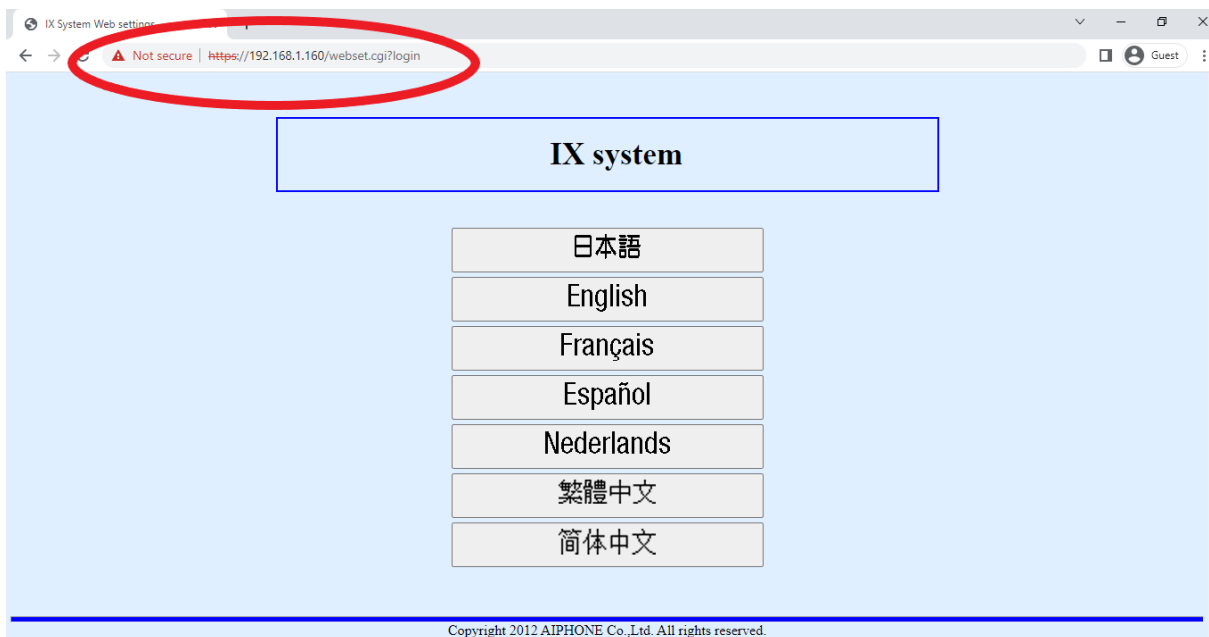 IX System Web settings
Not secure | https://192.168.1.160/webset.cgi?login
Guest
IX system
日本語
English
Français
Español
Nederlands
繁體中文
简体中文
Copyright 2012 AIPHONE Co.,Ltd. All rights reserved.